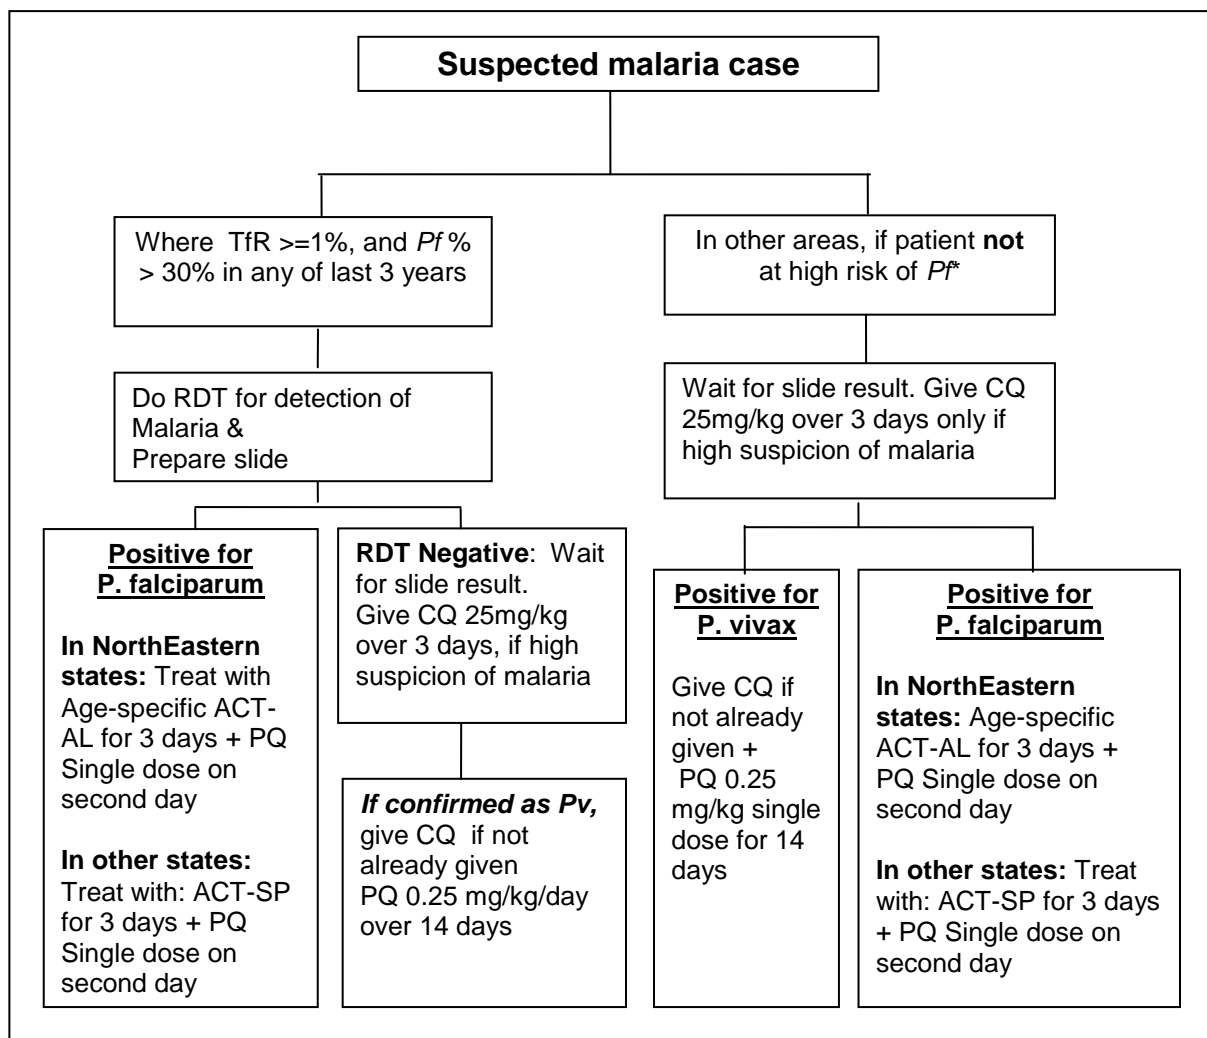 Suspected malaria case
Where TfR >=1%, and Pf %
> 30% in any of last 3 years
In other areas, if patient not
at high risk of Pf*
Do RDT for detection of
Malaria &
Prepare slide
Wait for slide result. Give CQ
25mg/kg over 3 days only if
high suspicion of malaria
Positive for
P. falciparum
In NorthEastern
states: Treat with
Age-specific ACT-
AL for 3 days + PQ
Single dose on
second day
In other states:
Treat with: ACT-SP
for 3 days + PQ
Single dose on
second day
RDT Negative: Wait
for slide result.
Give CQ 25mg/kg
over 3 days, if high
suspicion of malaria
If confirmed as Pv,
give CQ if not
already given
PQ 0.25 mg/kg/day
over 14 days
Positive for
P. vivax
Give CQ if
not already
given +
PQ 0.25
mg/kg single
dose for 14
days
Positive for
P. falciparum
In NorthEastern
states: Age-specific
ACT-AL for 3 days +
PQ Single dose on
second day
In other states: Treat
with: ACT-SP for 3 days
+ PQ Single dose on
second day